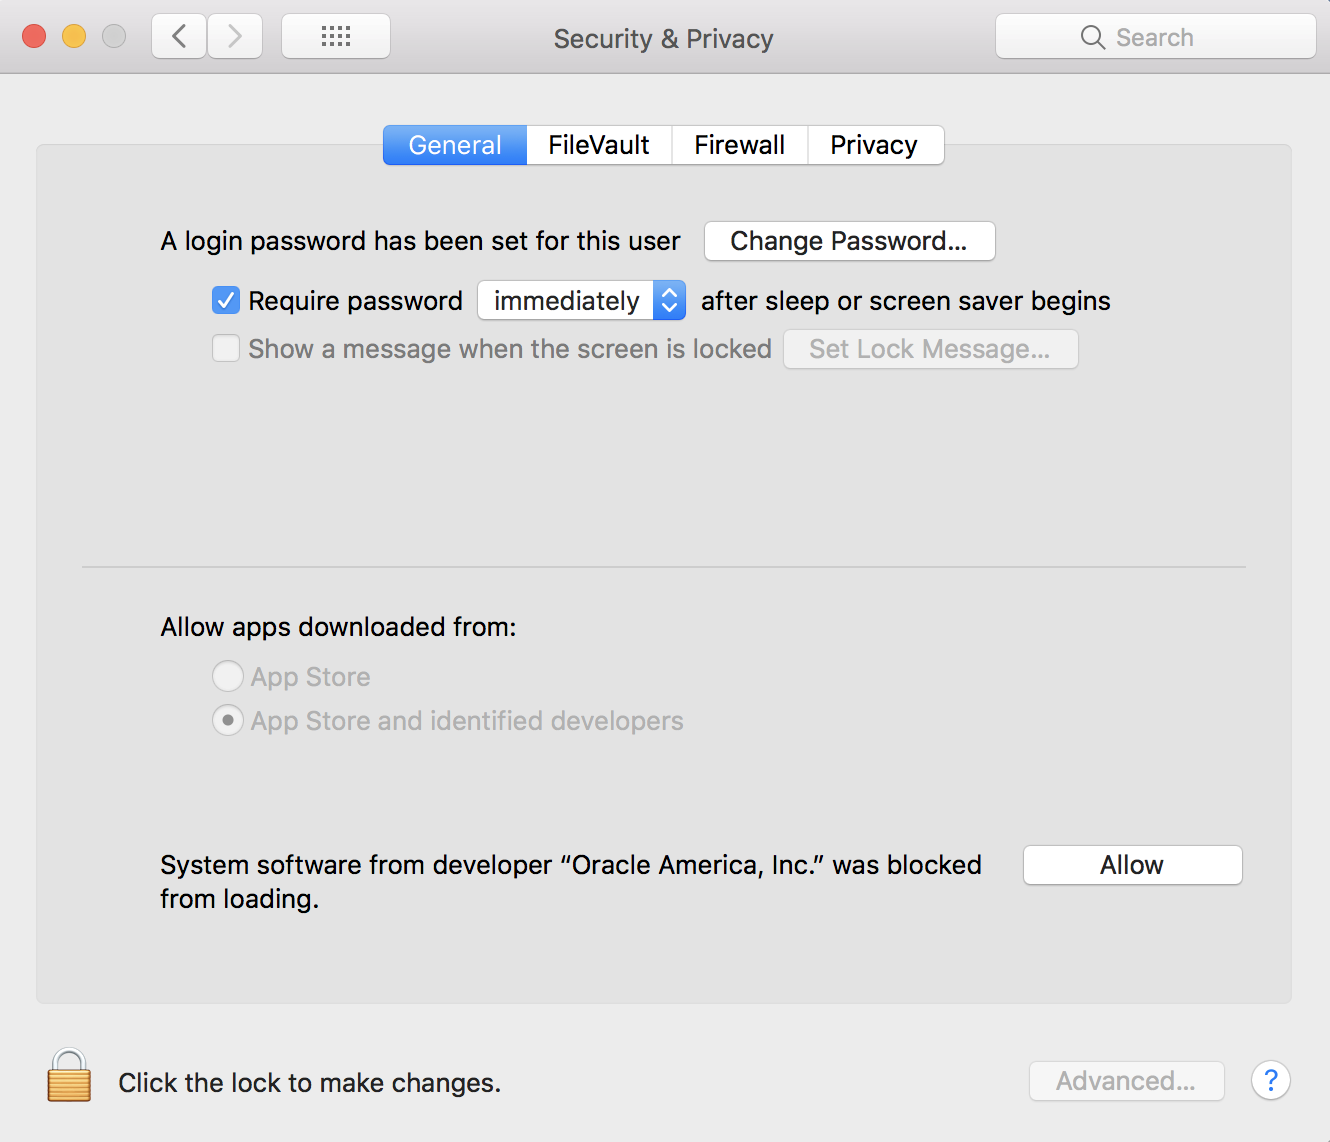 Security & Privacy
Search
General FileVault Firewall Privacy
A login password has been set for this user Change Password...
Require password immediately after sleep or screen saver begins
Show a message when the screen is locked Set Lock Message...
Allow apps downloaded from:
App Store
App Store and identified developers
System software from developer “Oracle America, Inc.” was blocked
from loading.
Allow
Click the lock to make changes.
Advanced...
?